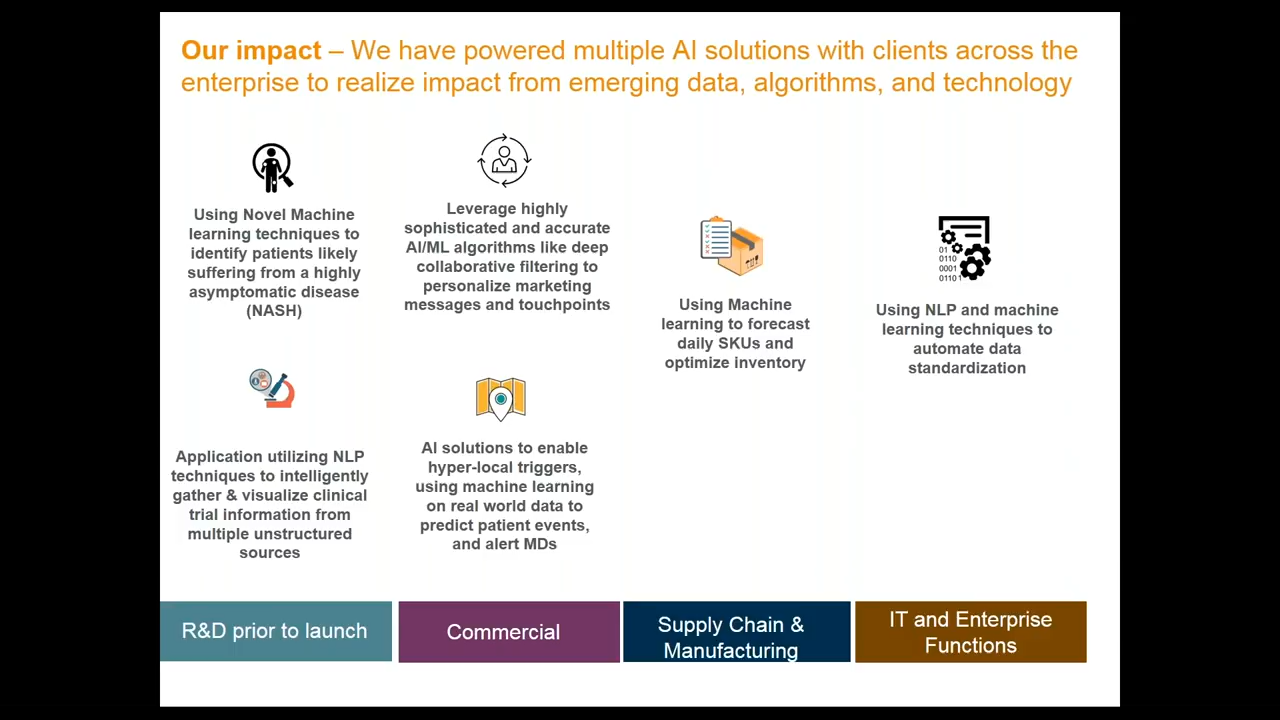 Our impact – We have powered multiple AI solutions with clients across the
enterprise to realize impact from emerging data, algorithms, and technology
Using Novel Machine
learning techniques to
identify patients likely
suffering from a highly
asymptomatic disease
(NASH)
Leverage highly
sophisticated and accurate
AI/ML algorithms like deep
collaborative filtering to
personalize marketing
messages and touchpoints
Using Machine
learning to forecast
daily SKUs and
optimize inventory
01
0110
0001
0110 1
Using NLP and machine
learning techniques to
automate data
standardization
Application utilizing NLP
techniques to intelligently
gather & visualize clinical
trial information from
multiple unstructured
sources
AI solutions to enable
hyper-local triggers,
using machine learning
on real world data to
predict patient events,
and alert MDs
R&D prior to launch
Commercial
Supply Chain &
Manufacturing
IT and Enterprise
Functions